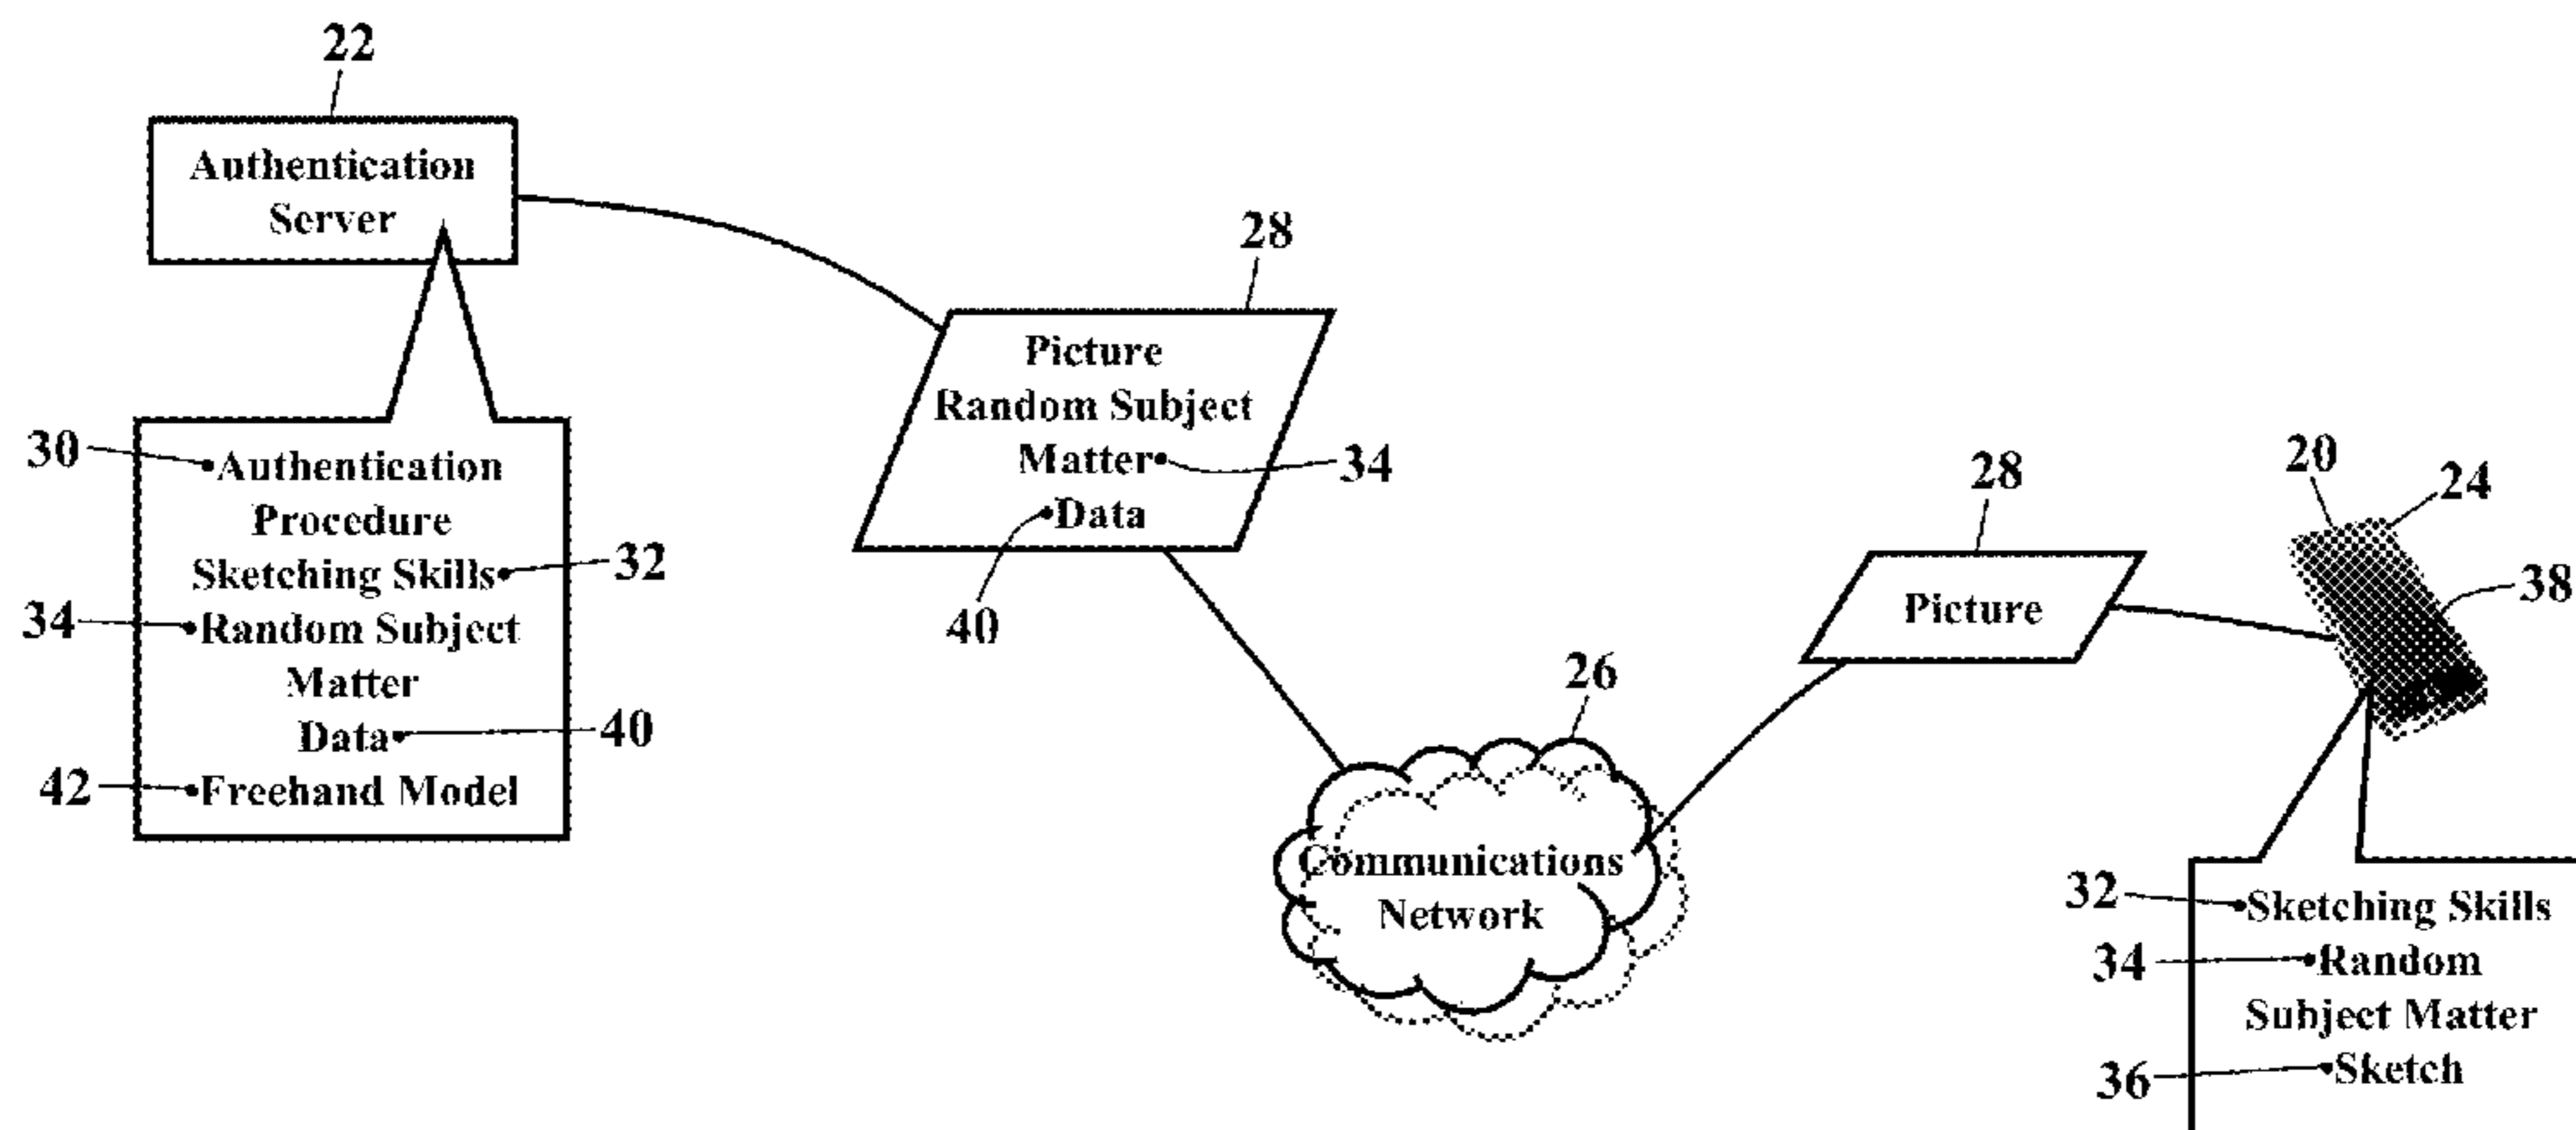 22
Authentication
Server
28
Picture
Random Subject
Matter
34
Data
40
30
Authentication
Procedure
Sketching Skills
32
34
Random Subject
Matter
Data
40
42
Freehand Model
28
Picture
20
24
38
26
Communications
Network
32
Sketching Skills
34
Random
Subject Matter
36
Sketch